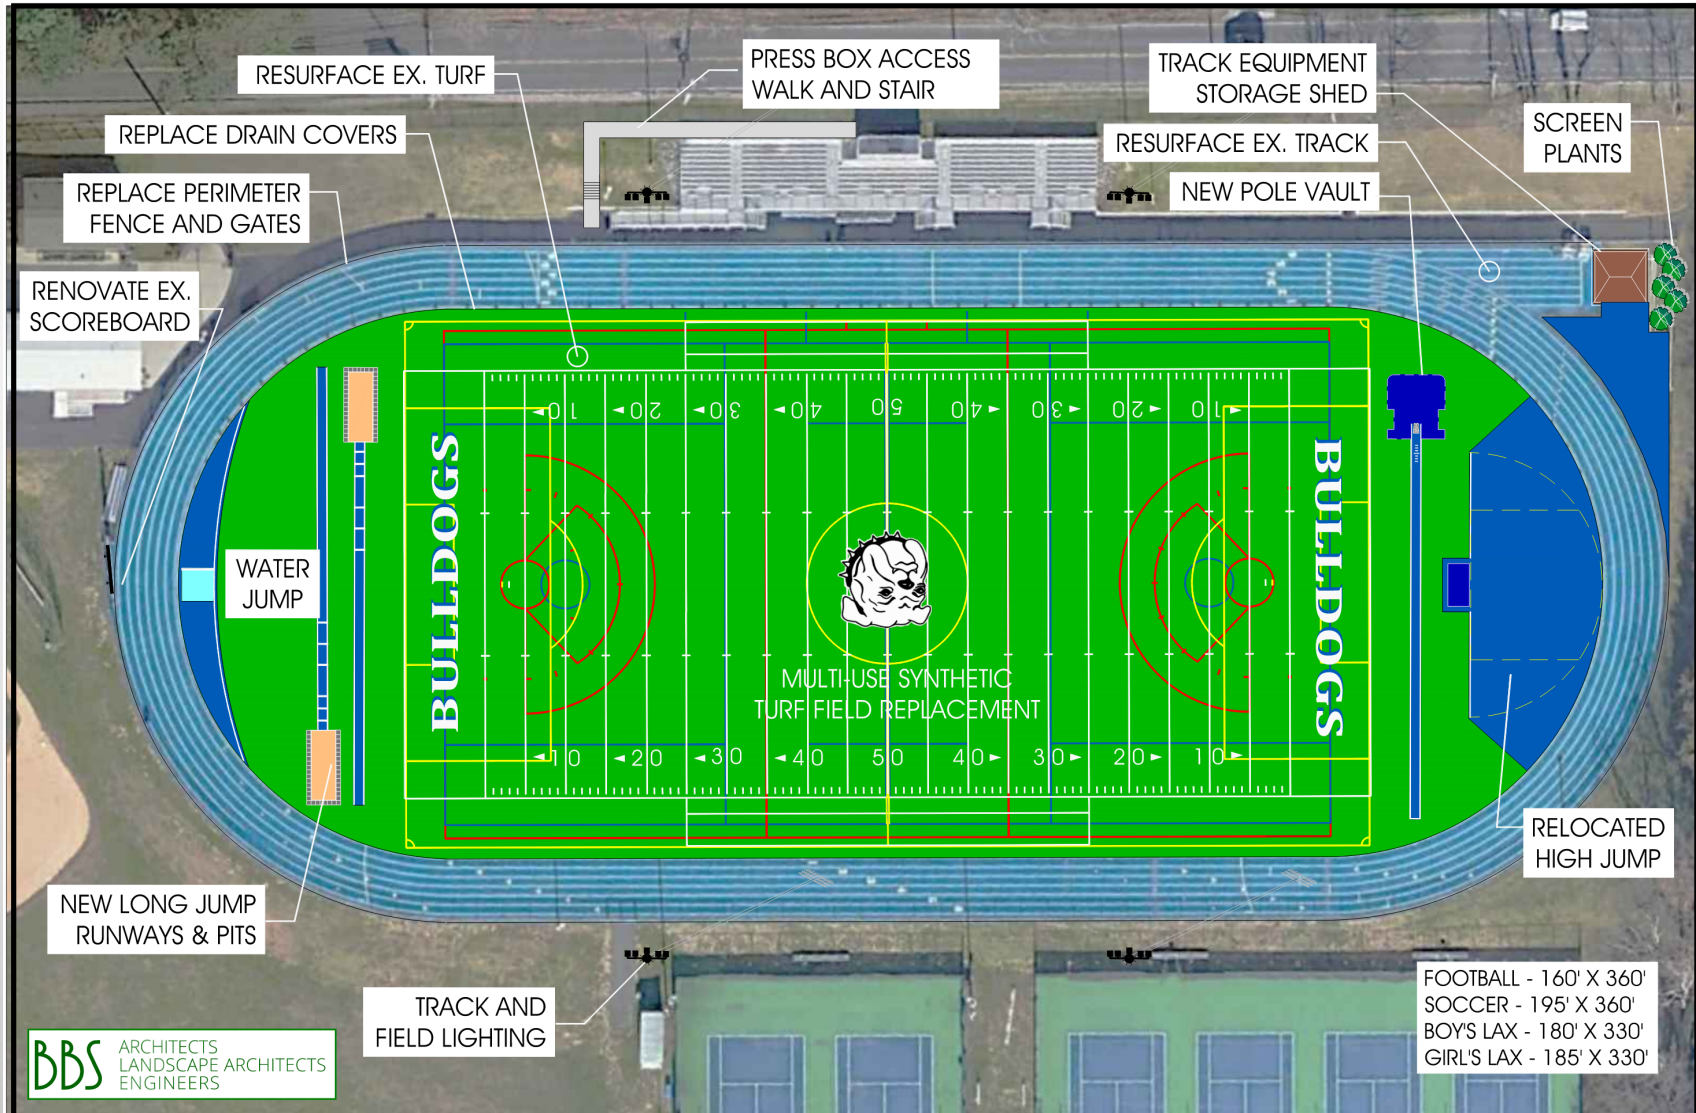 RESURFACE EX. TURF
PRESS BOX ACCESS
WALK AND STAIR
TRACK EQUIPMENT
STORAGE SHED
REPLACE DRAIN COVERS
RESURFACE EX. TRACK
SCREEN
PLANTS
REPLACE PERIMETER
FENCE AND GATES
NEW POLE VAULT
RENOVATE EX.
SCOREBOARD
10 20 30 40 50 40 30 20 10
BULLDOGS
BULLDOGS
WATER
JUMP
MULTI-USE SYNTHETIC
TURF FIELD REPLACEMENT
10 20 30 40 50 40 30 20 10
RELOCATED
HIGH JUMP
NEW LONG JUMP
RUNWAYS & PITS
TRACK AND
FIELD LIGHTING
FOOTBALL - 160' X 360'
SOCCER - 195' X 360'
BOY'S LAX - 180' X 330'
GIRL'S LAX - 185' X 330'
BBS
ARCHITECTS
LANDSCAPE ARCHITECTS
ENGINEERS